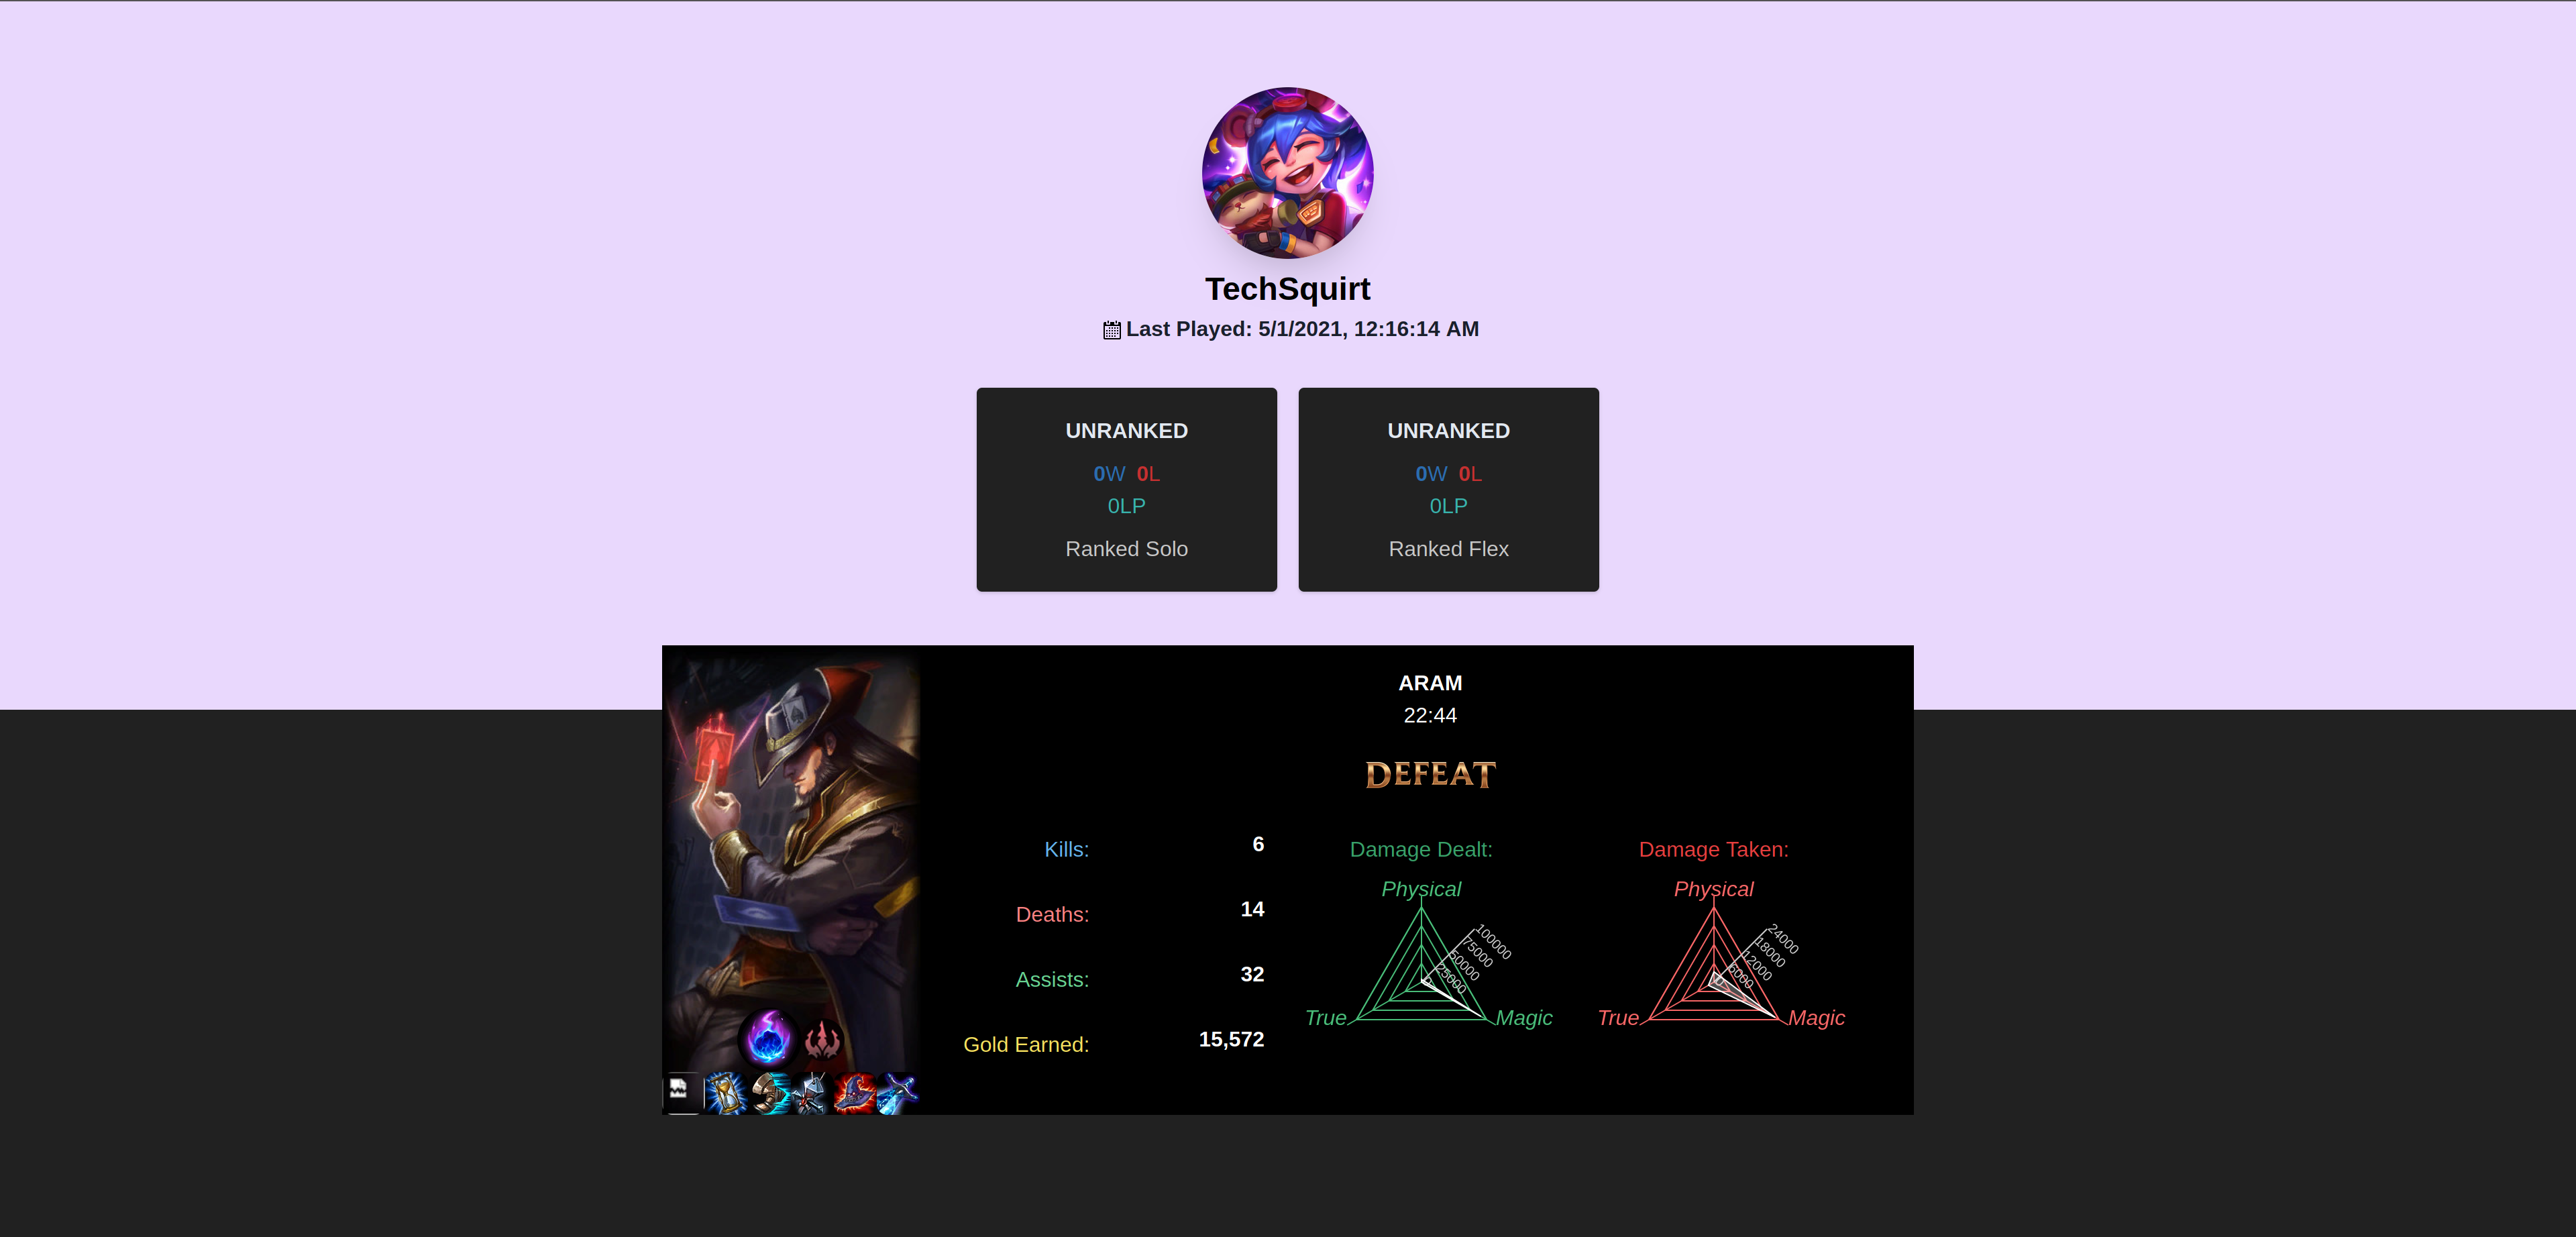 TechSquirt
Last Played: 5/1/2021, 12:16:14 AM
UNRANKED
0W 0L
0LP
Ranked Solo
UNRANKED
0W 0L
0LP
Ranked Flex
ARAM
22:44
DEFEAT
Kills: 6
Deaths: 14
Assists: 32
Gold Earned: 15,572
Damage Dealt:
Physical
100000
75000
50000
25000
0
True
Magic
Damage Taken:
Physical
24000
18000
12000
6000
0
True
Magic